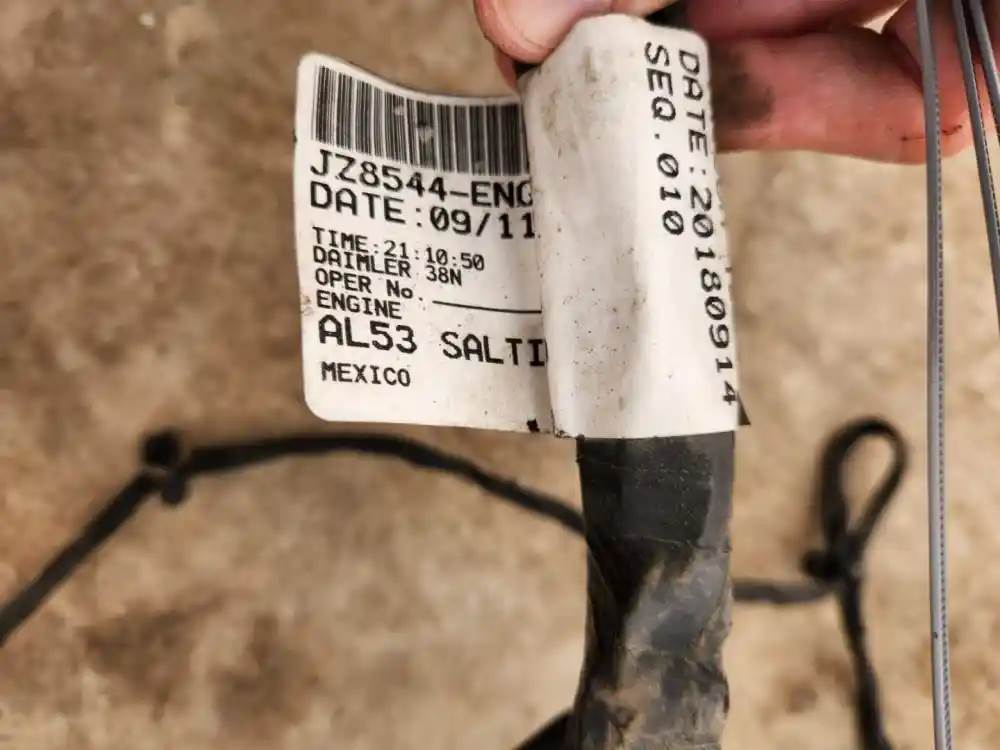 JZ8544-ENG
DATE:09/11
TIME:21:10:50
DAIMLER 38N
OPER No.
ENGINE
AL53 SALTI
MEXICO
DATE:20180914
SEQ.010